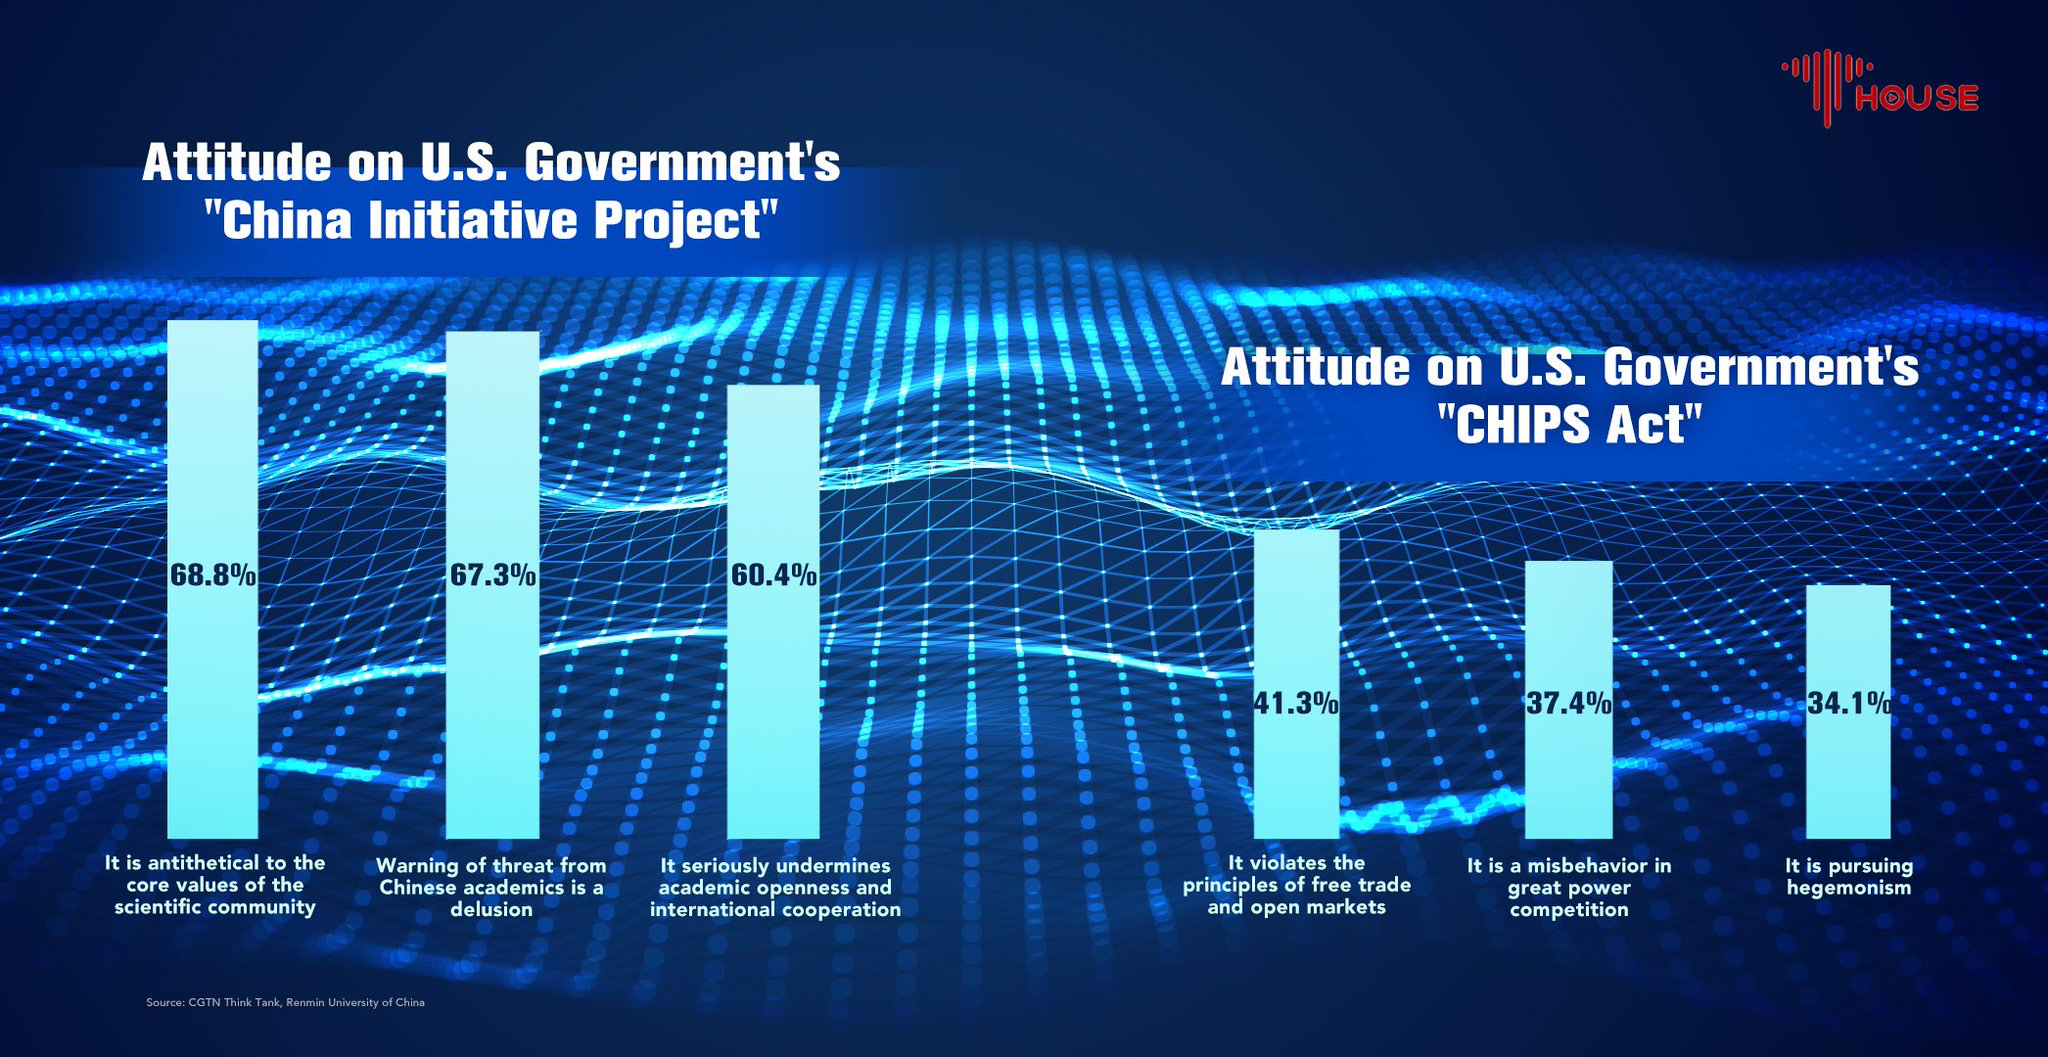 HOUSE
Attitude on U.S. Government's
"China Initiative Project"
68.8%
67.3%
60.4%
It is antithetical to the
core values of the
scientific community
Warning of threat from
Chinese academics is a
delusion
It seriously undermines
academic openness and
international cooperation
Attitude on U.S. Government's
"CHIPS Act"
41.3%
37.4%
34.1%
It violates the
principles of free trade
and open markets
It is a misbehavior in
great power
competition
It is pursuing
hegemonism
Source: CGTN Think Tank, Renmin University of China